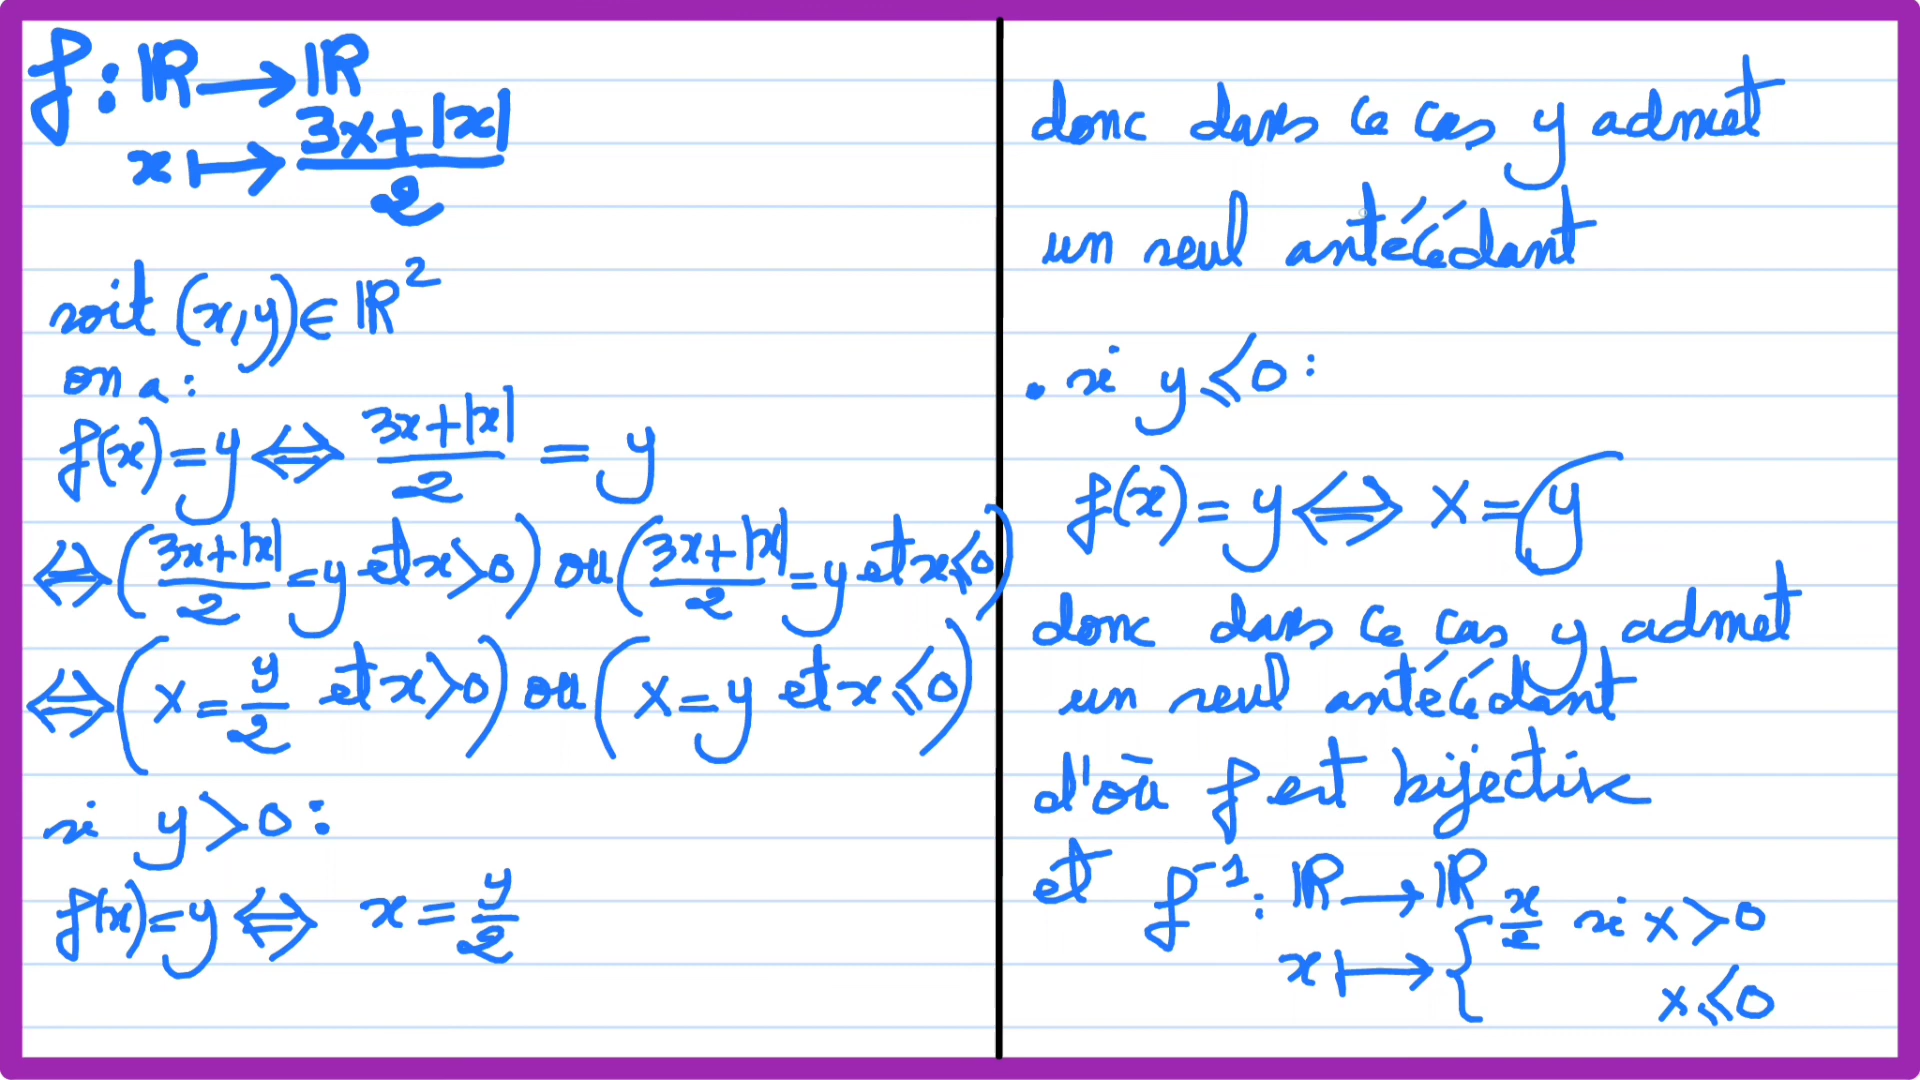 f : ℝ → ℝ
x ↦ (3x+|x|)/2
soit (x,y) ∈ ℝ²
on a :
f(x) = y ⇔ (3x+|x|)/2 = y
⇔ ((3x+|x|)/2 = y et x > 0) ou ((3x+|x|)/2 = y et x ⩽ 0)
⇔ (x = y/2 et x > 0) ou (x = y et x ⩽ 0)
si y > 0 :
f(x) = y ⇔ x = y/2
donc dans ce cas y admet
un seul antécédant
. si y ⩽ 0 :
f(x) = y ⇔ x = y
donc dans ce cas y admet
un seul antécédant
d'où f est bijective
et f⁻¹ : ℝ → ℝ
x ↦ { x/2 si x > 0
x ⩽ 0